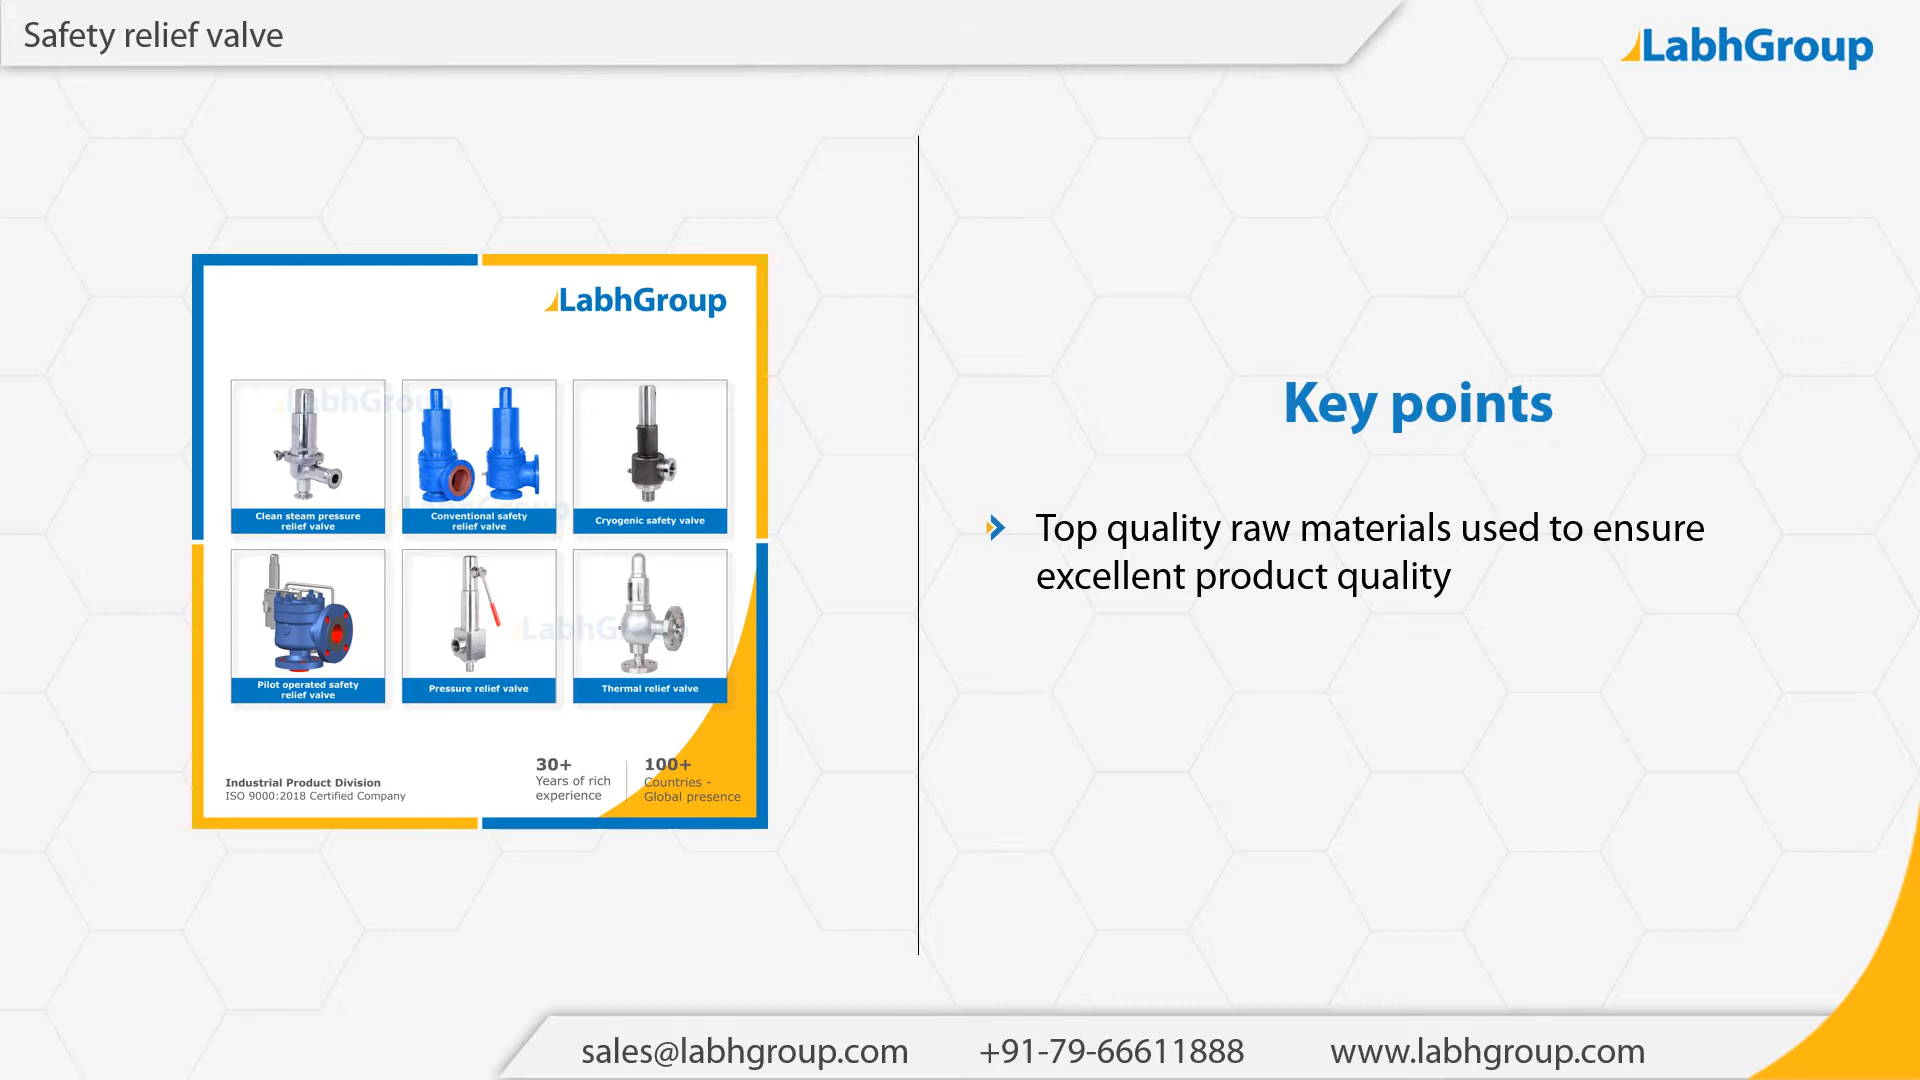 Safety relief valve
LabhGroup
LabhGroup
LabhGroup
Clean steam pressure
relief valve
Conventional safety
relief valve
Cryogenic safety valve
LabhGroup
LabhGroup
Pilot operated safety
relief valve
Pressure relief valve
Thermal relief valve
Industrial Product Division
ISO 9000:2018 Certified Company
30+
Years of rich
experience
100+
Countries -
Global presence
Key points
Top quality raw materials used to ensure
excellent product quality
sales@labhgroup.com
+91-79-66611888
www.labhgroup.com